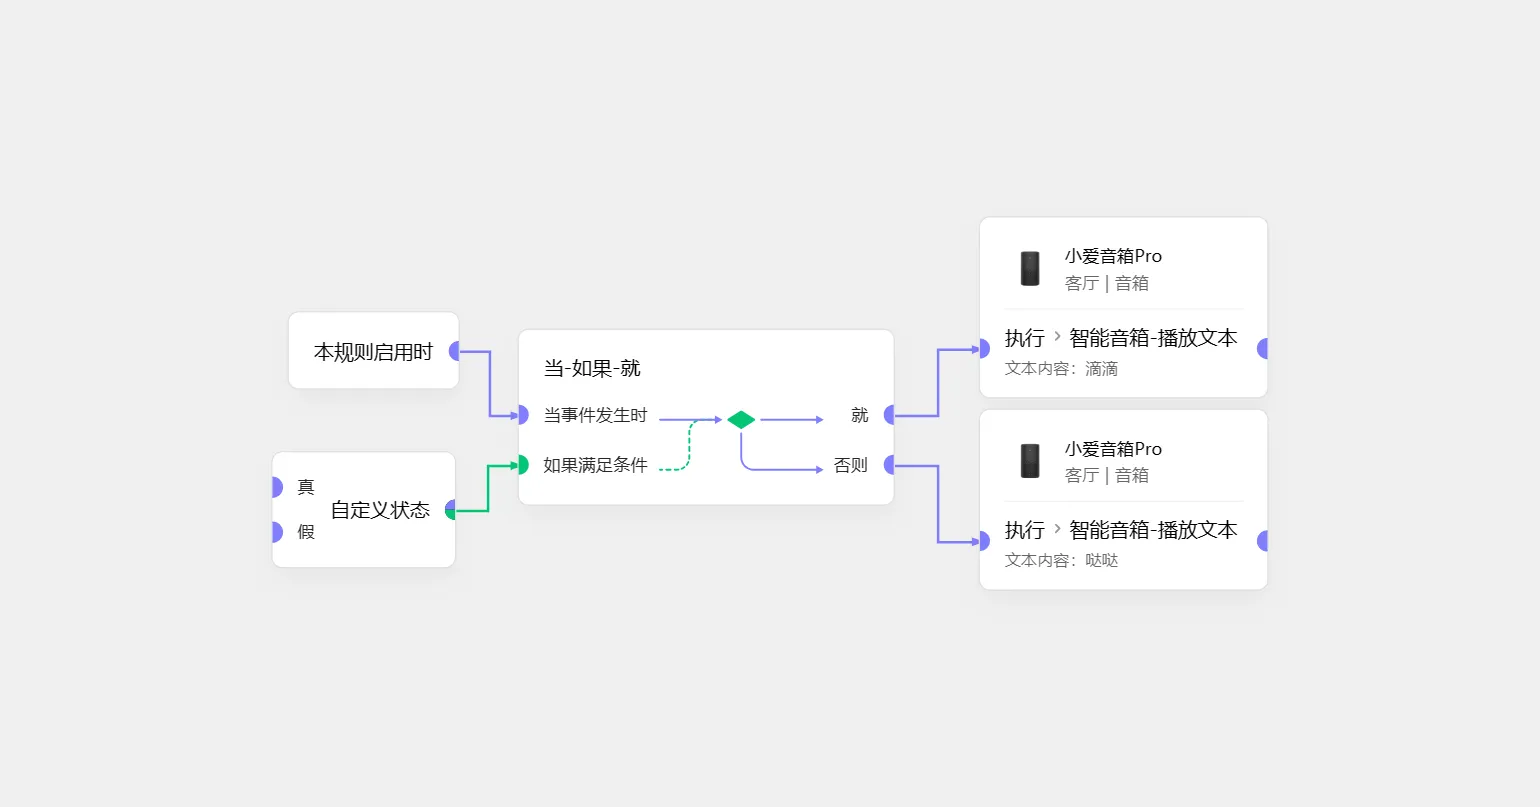 本规则启用时
真
自定义状态
假
当-如果-就
当事件发生时
就
如果满足条件
否则
小爱音箱Pro
客厅 | 音箱
执行 > 智能音箱-播放文本
文本内容：滴滴
小爱音箱Pro
客厅 | 音箱
执行 > 智能音箱-播放文本
文本内容：哒哒